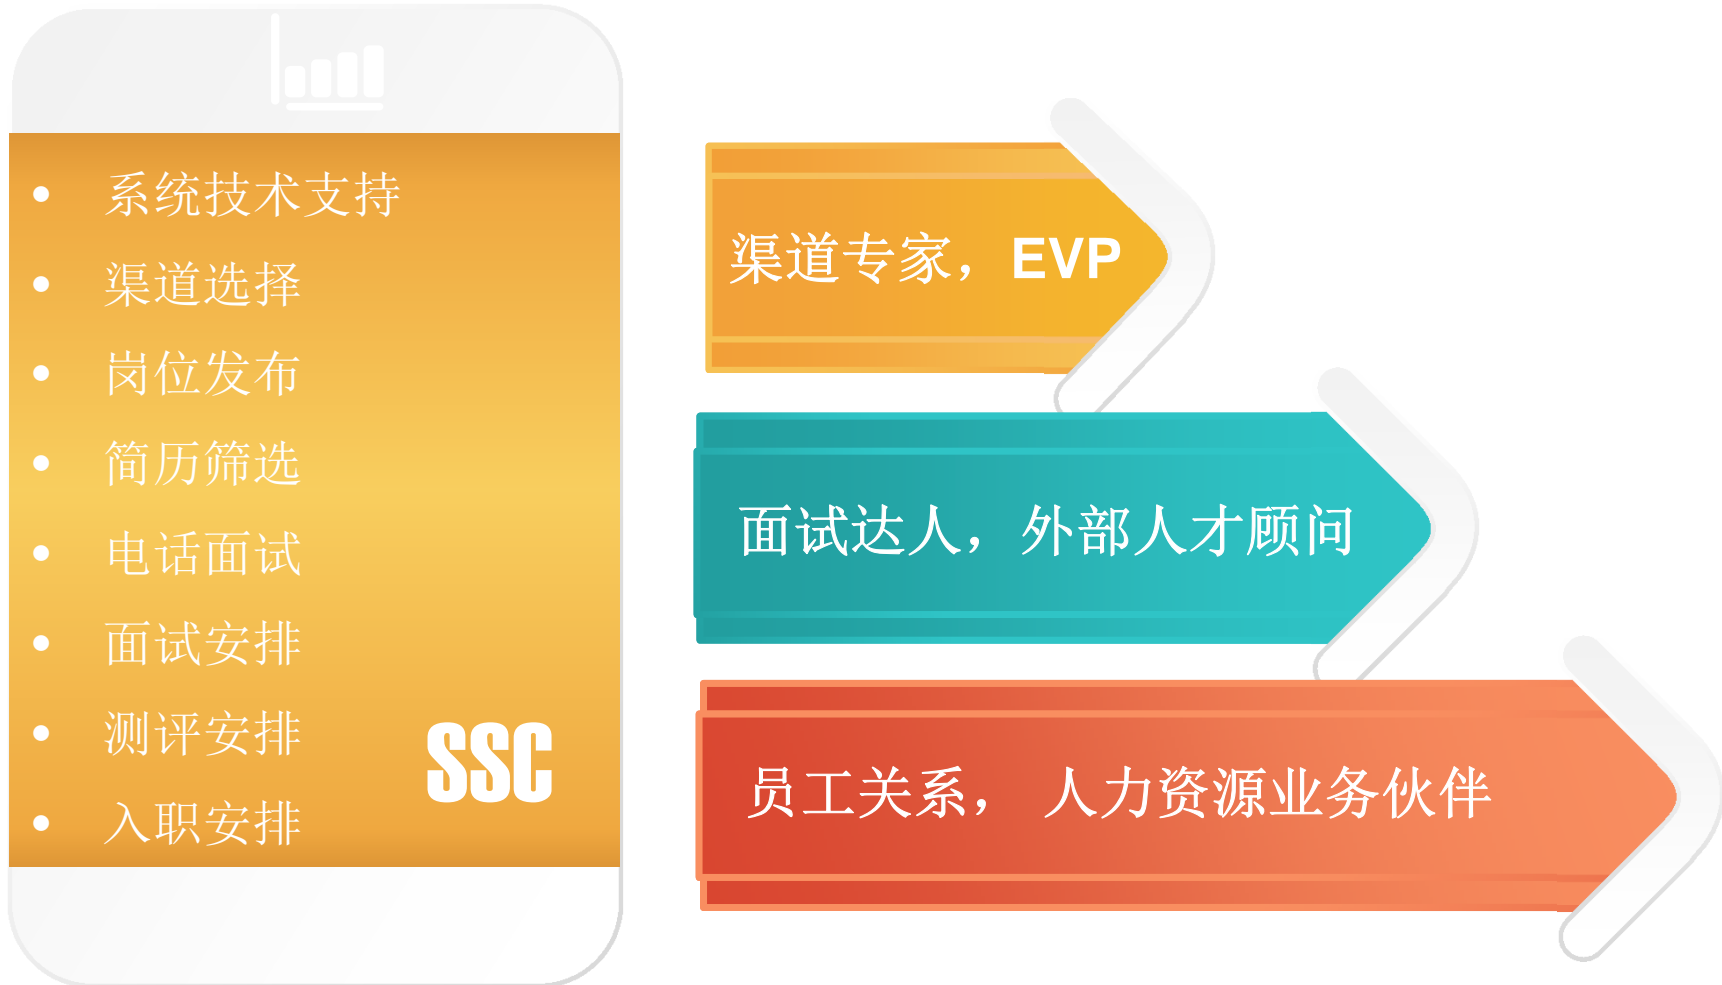 • 系统技术支持
• 渠道选择
• 岗位发布
• 简历筛选
• 电话面试
• 面试安排
• 测评安排
• 入职安排
SSC
渠道专家，EVP
面试达人，外部人才顾问
员工关系， 人力资源业务伙伴